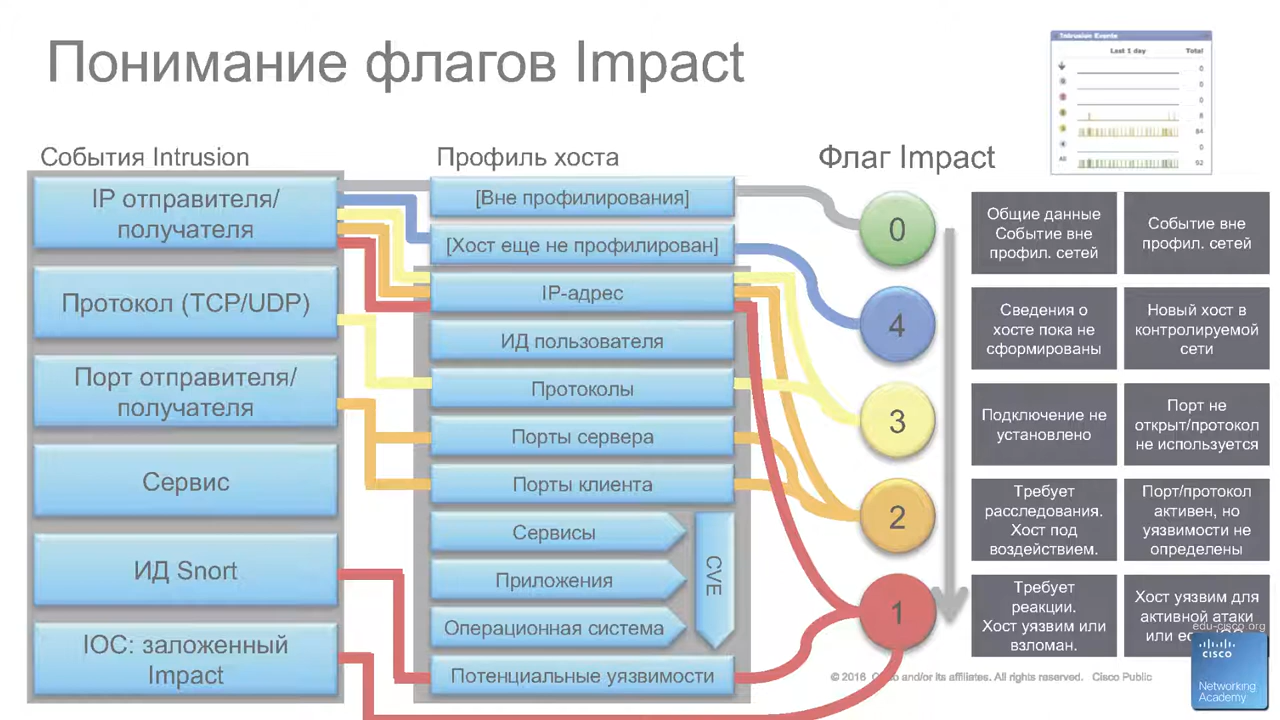 Понимание флагов Impact
Intrusion Events
Last 1 day
Total
0
0
0
8
84
0
All
92
События Intrusion
IP отправителя/
получателя
Протокол (TCP/UDP)
Порт отправителя/
получателя
Сервис
ИД Snort
IOC: заложенный
Impact
Профиль хоста
[Вне профилирования]
[Хост еще не профилирован]
IP-адрес
ИД пользователя
Протоколы
Порты сервера
Порты клиента
Сервисы
Приложения
Операционная система
CVE
Потенциальные уязвимости
Флаг Impact
0
Общие данные
Событие вне
профил. сетей
Событие вне
профил. сетей
4
Сведения о
хосте пока не
сформированы
Новый хост в
контролируемой
сети
3
Подключение не
установлено
Порт не
открыт/протокол
не используется
2
Требует
расследования.
Хост под
воздействием.
Порт/протокол
активен, но
уязвимости не
определены
1
Требует
реакции.
Хост уязвим или
взломан.
Хост уязвим для
активной атаки
или
edu-cisco.org
© 2016 and/or its affiliates. All rights reserved. Cisco Public
CISCO
Networking
Academy